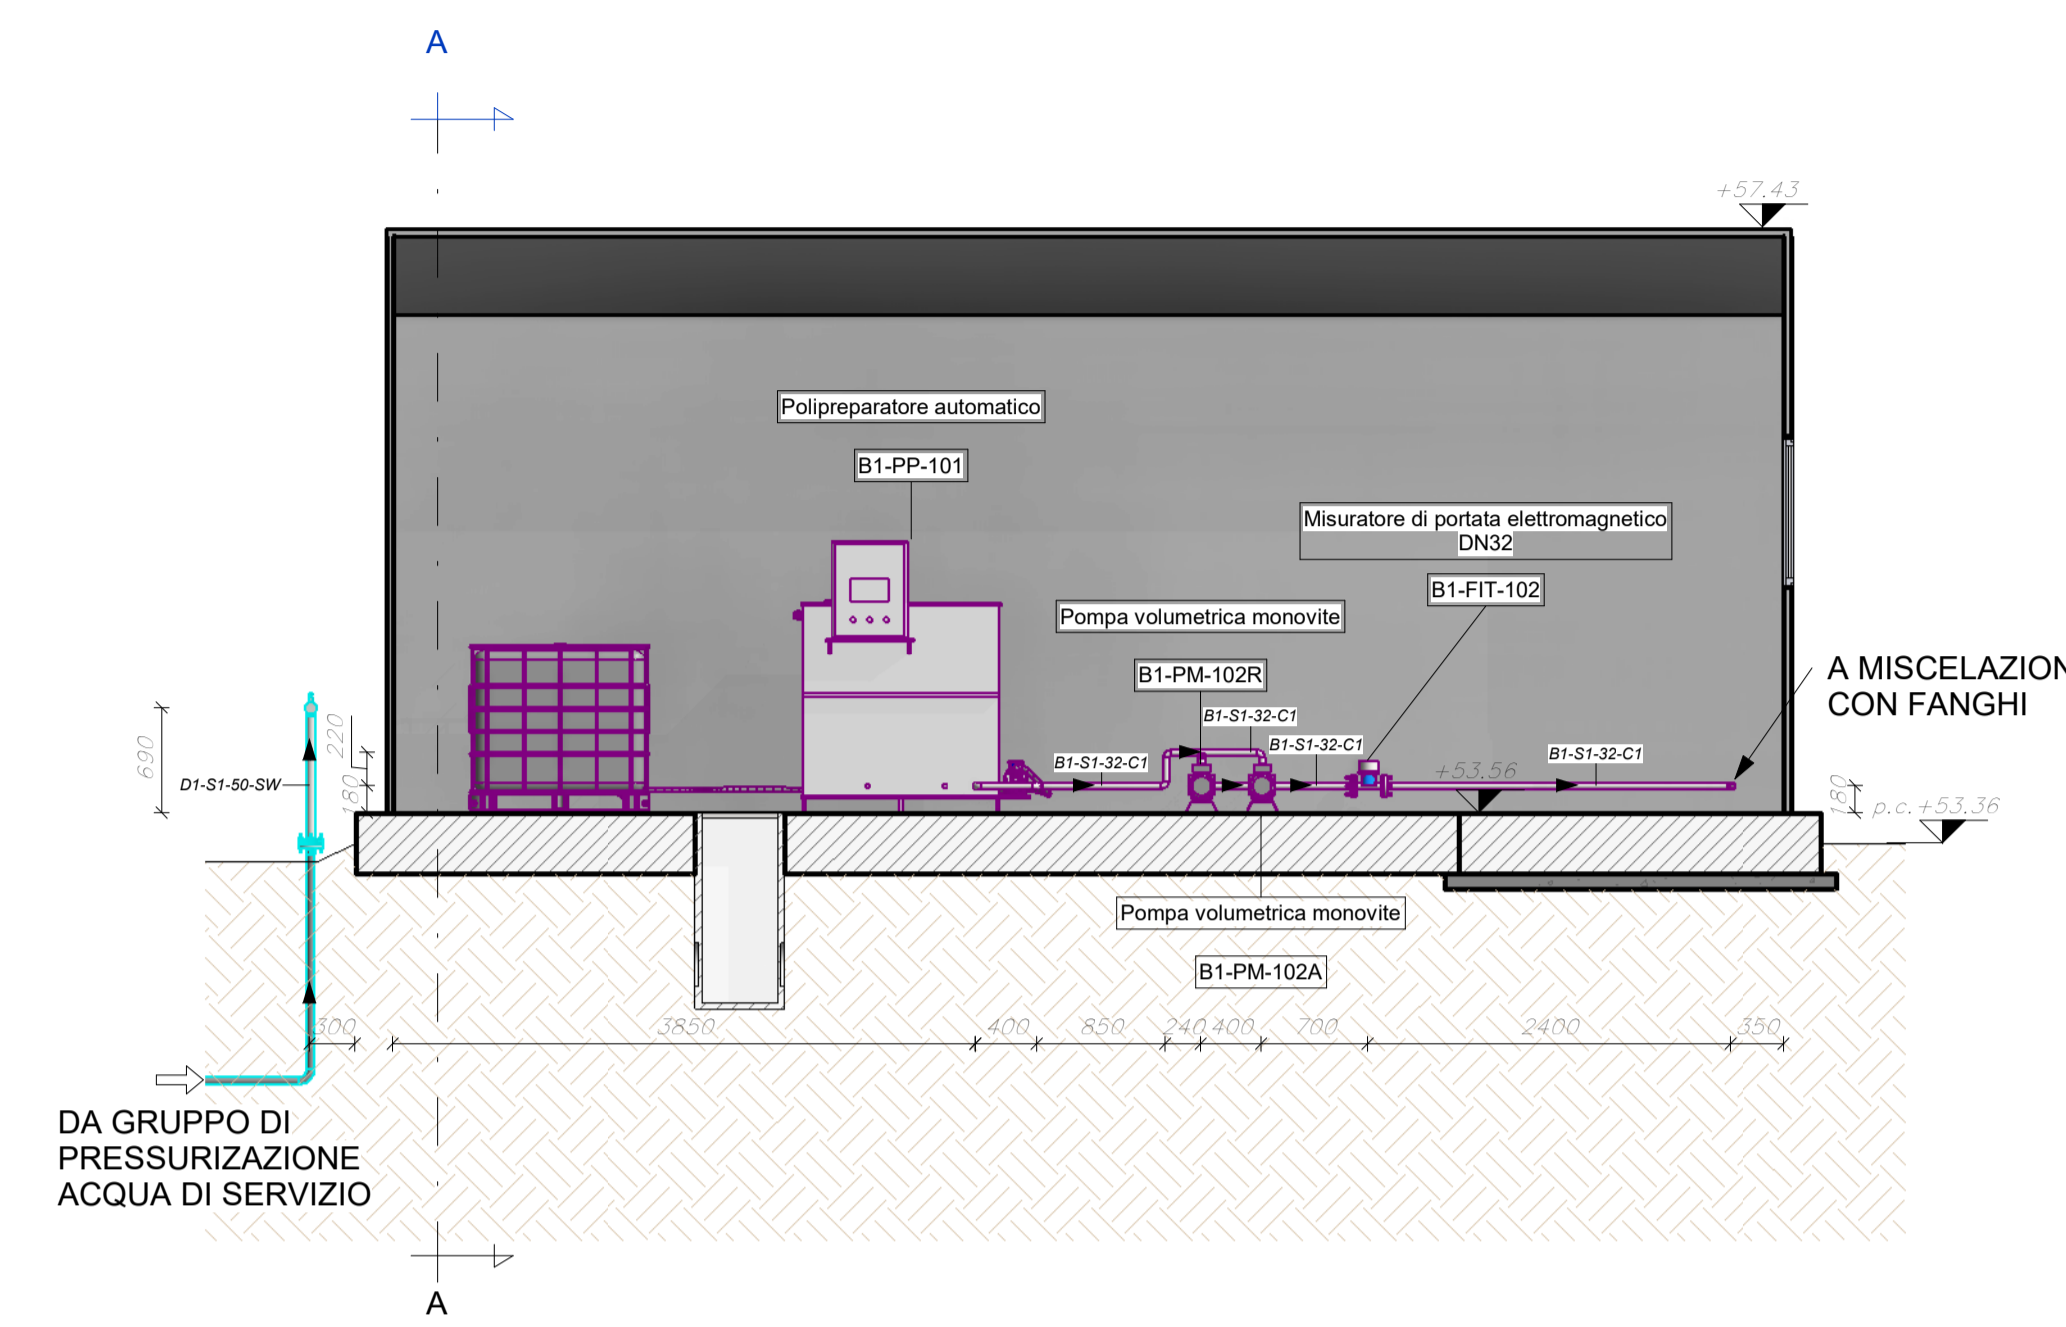 A
+57.43
Polipreparatore automatico
B1-PP-101
Misuratore di portata elettromagnetico
DN32
B1-FIT-102
Pompa volumetrica monovite
B1-PM-102R
A MISCELAZION
CON FANGHI
B1-S1-32-C1
B1-S1-32-C1
B1-S1-32-C1
B1-S1-32-C1
690
220
180
D1-S1-50-SW
+53.56
180
p.c.+53.36
Pompa volumetrica monovite
B1-PM-102A
300
3850
400
850
240
400
700
2400
350
DA GRUPPO DI
PRESSURIZAZIONE
ACQUA DI SERVIZIO
A